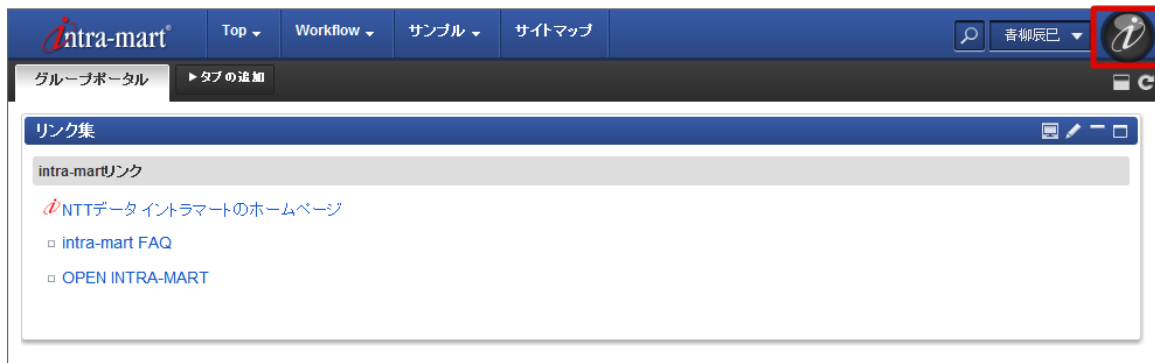 intra-mart® Top Workflow サンプル サイトマップ 青柳辰巳 i
グループポータル タブの追加
リンク集
intra-martリンク
NTTデータ イントラマートのホームページ
intra-mart FAQ
OPEN INTRA-MART